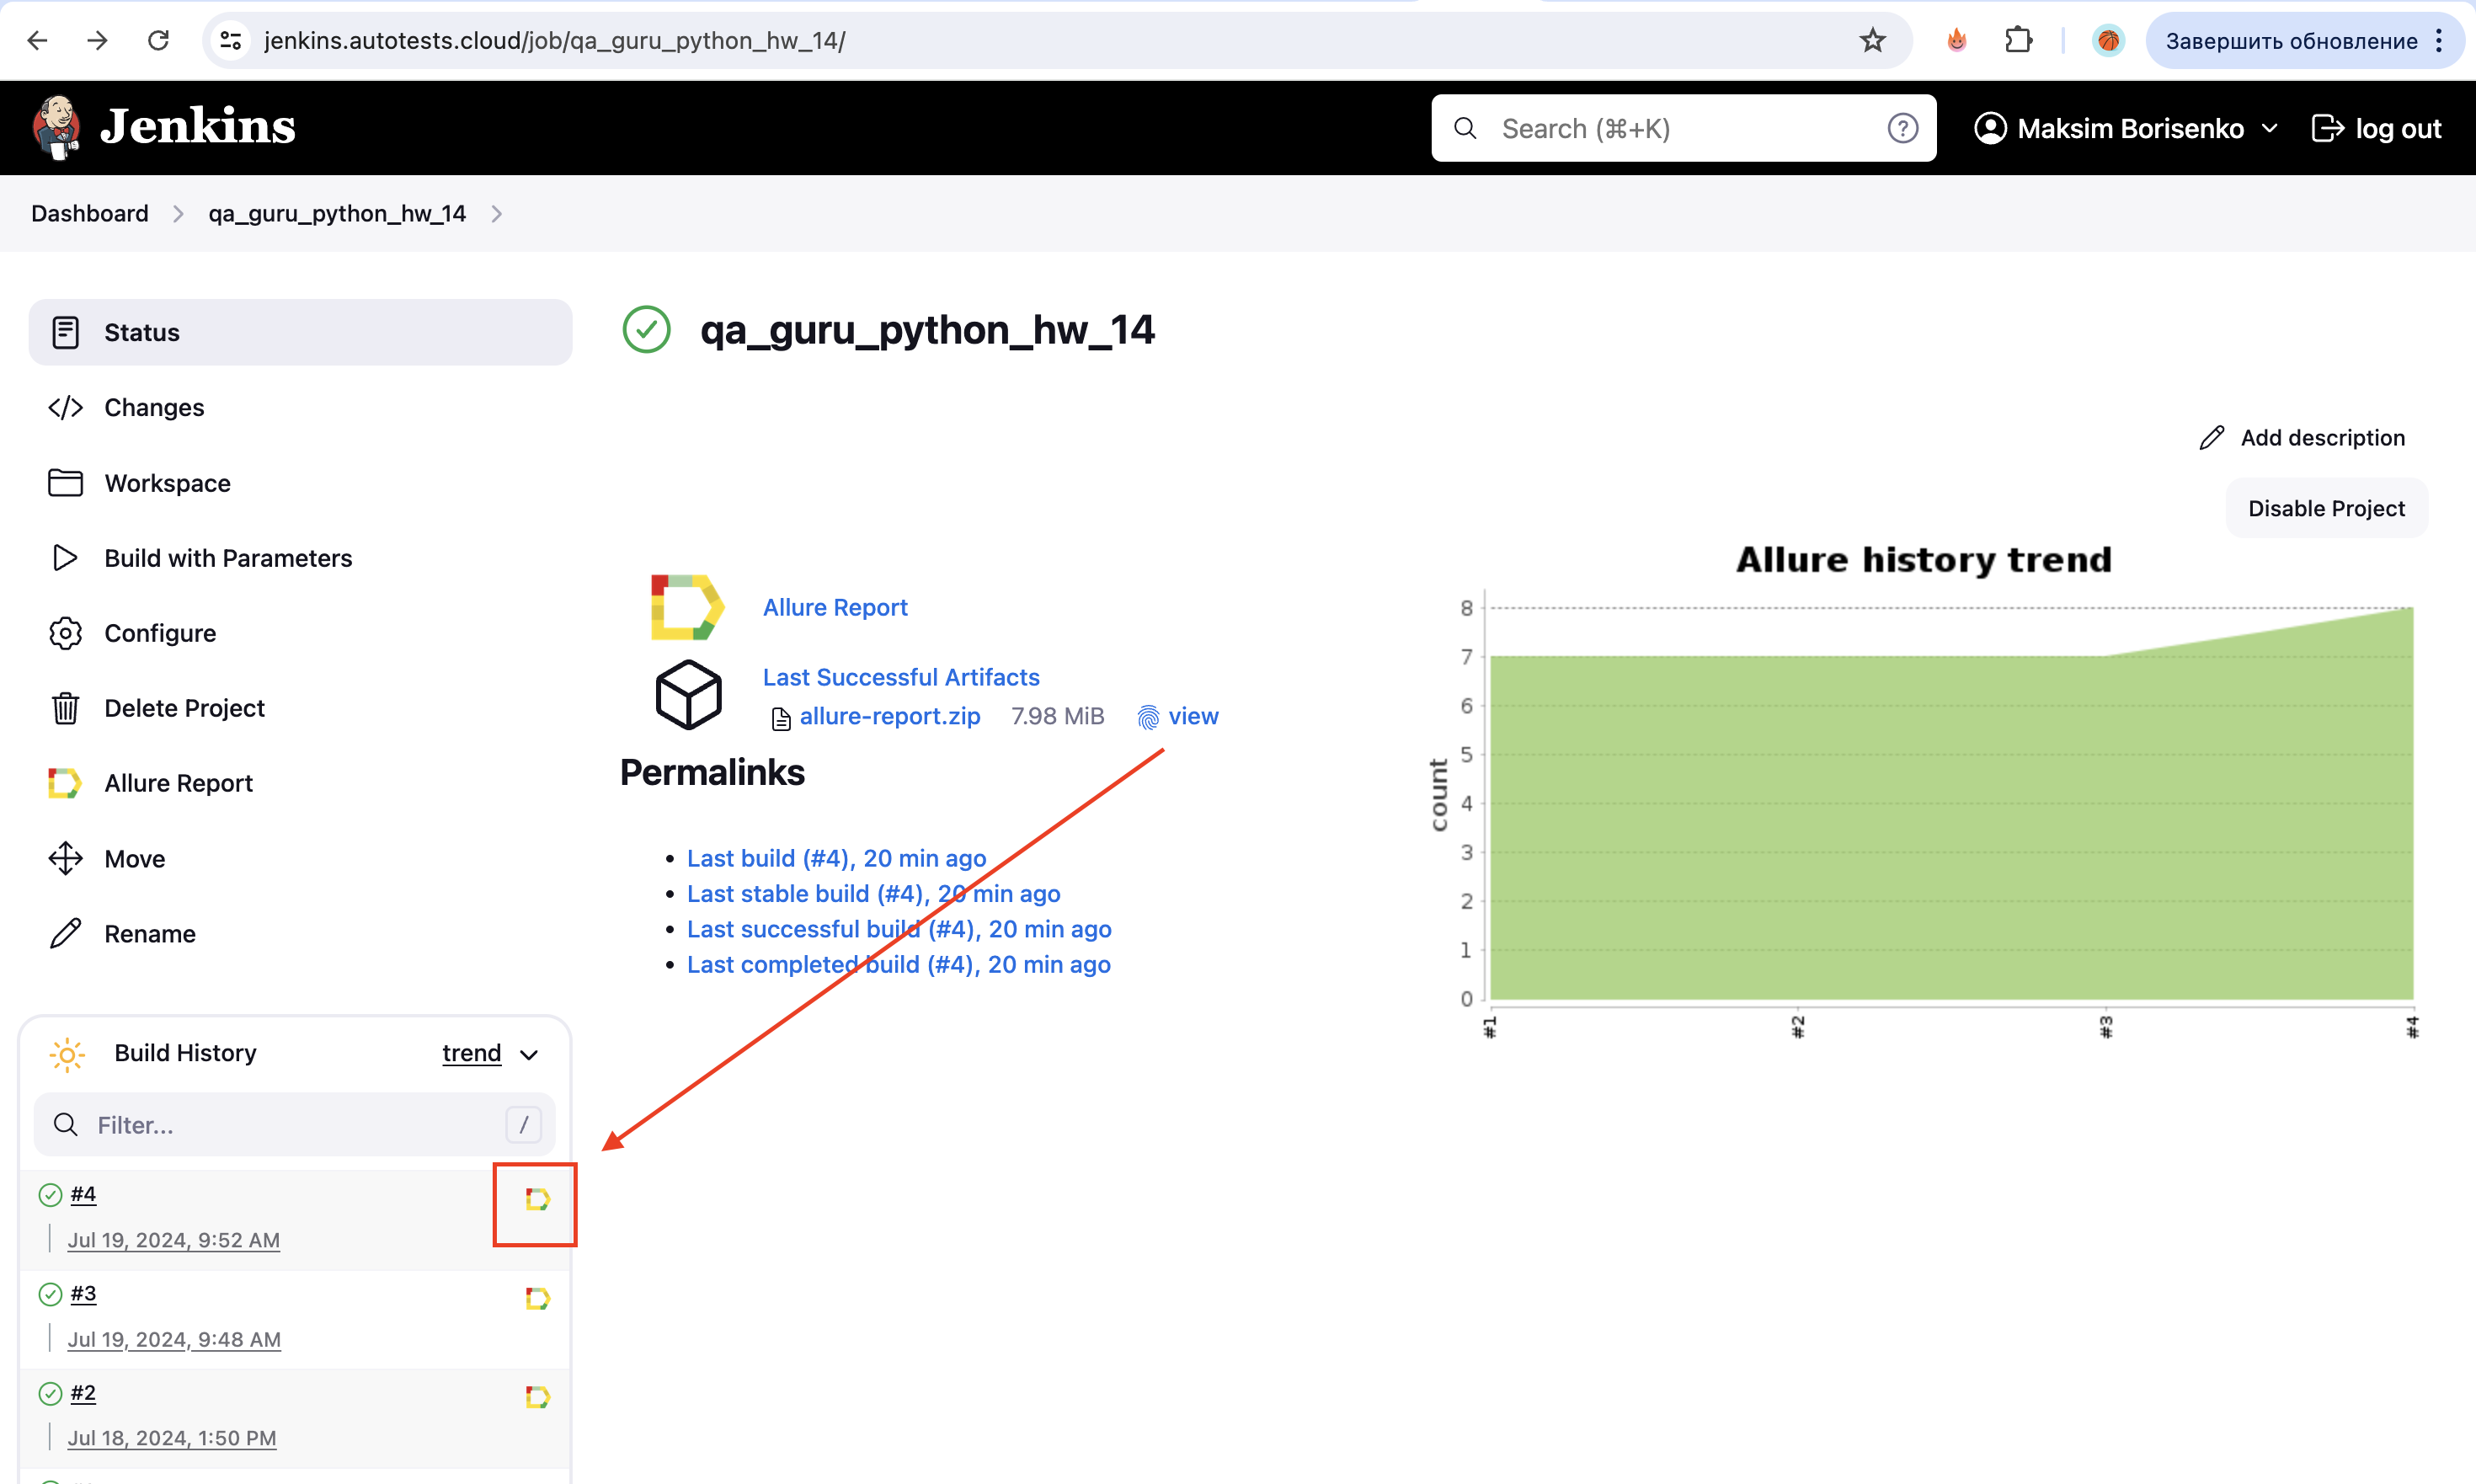 jenkins.autotests.cloud/job/qa_guru_python_hw_14/
Завершить обновление
Jenkins
Search (⌘+K)
?
Maksim Borisenko
log out
Dashboard
qa_guru_python_hw_14
Status
Changes
Workspace
Build with Parameters
Configure
Delete Project
Allure Report
Move
Rename
qa_guru_python_hw_14
Add description
Disable Project
Allure Report
Last Successful Artifacts
allure-report.zip 7.98 MiB view
Permalinks
Last build (#4), 20 min ago
Last stable build (#4), 20 min ago
Last successful build (#4), 20 min ago
Last completed build (#4), 20 min ago
Allure history trend
count
8
7
6
5
4
3
2
1
0
#1
#2
#3
#4
Build History
trend
Filter...
/
#4
Jul 19, 2024, 9:52 AM
#3
Jul 19, 2024, 9:48 AM
#2
Jul 18, 2024, 1:50 PM